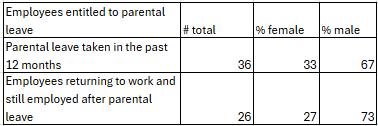 Employees entitled to parental
leave # total % female % male
Parental leave taken in the past
12 months 36 33 67
Employees returning to work and
still employed after parental
leave 26 27 73